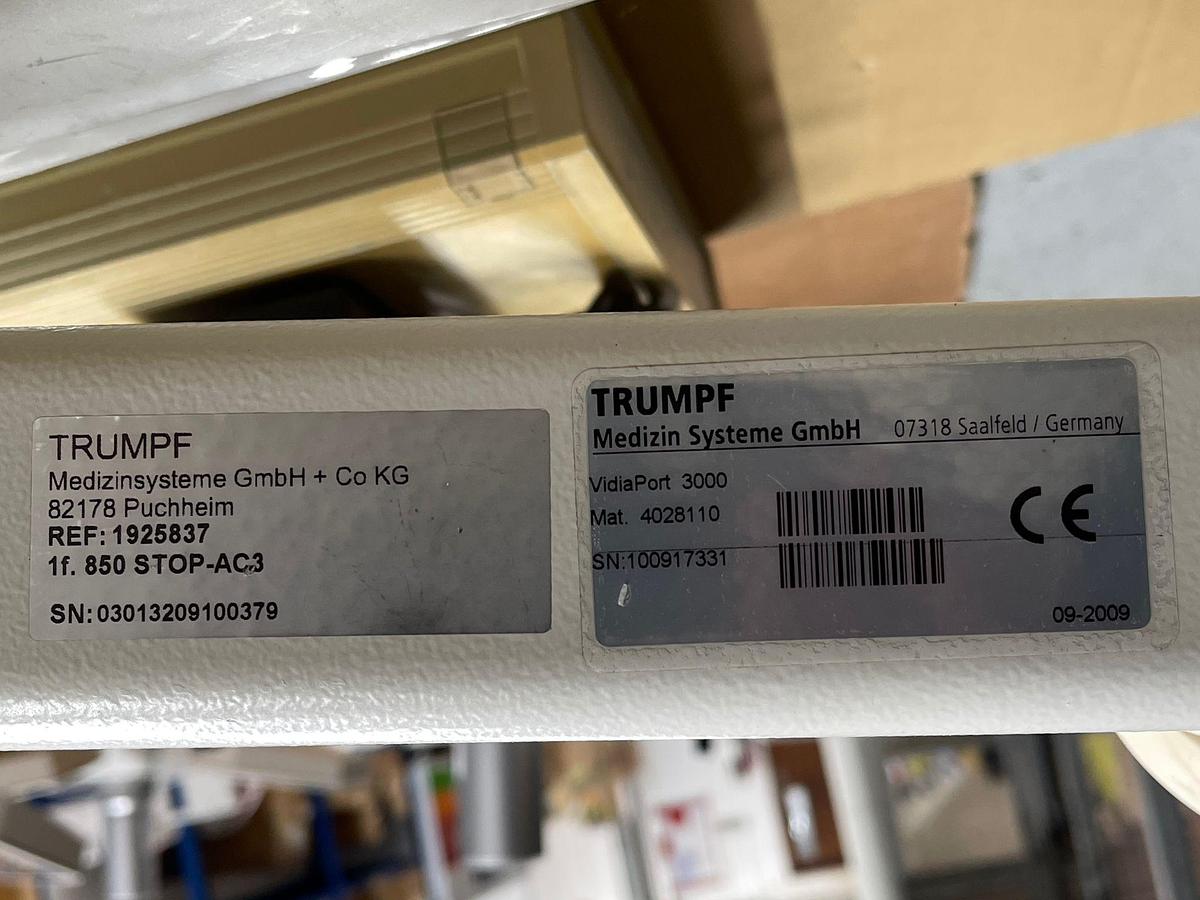 TRUMPF
Medizinsysteme GmbH + Co KG
82178 Puchheim
REF: 1925837
1f. 850 STOP-AC3
SN: 03013209100379
TRUMPF
Medizin Systeme GmbH 07318 Saalfeld / Germany
VidiaPort 3000
Mat. 4028110
SN:100917331
CE
09-2009